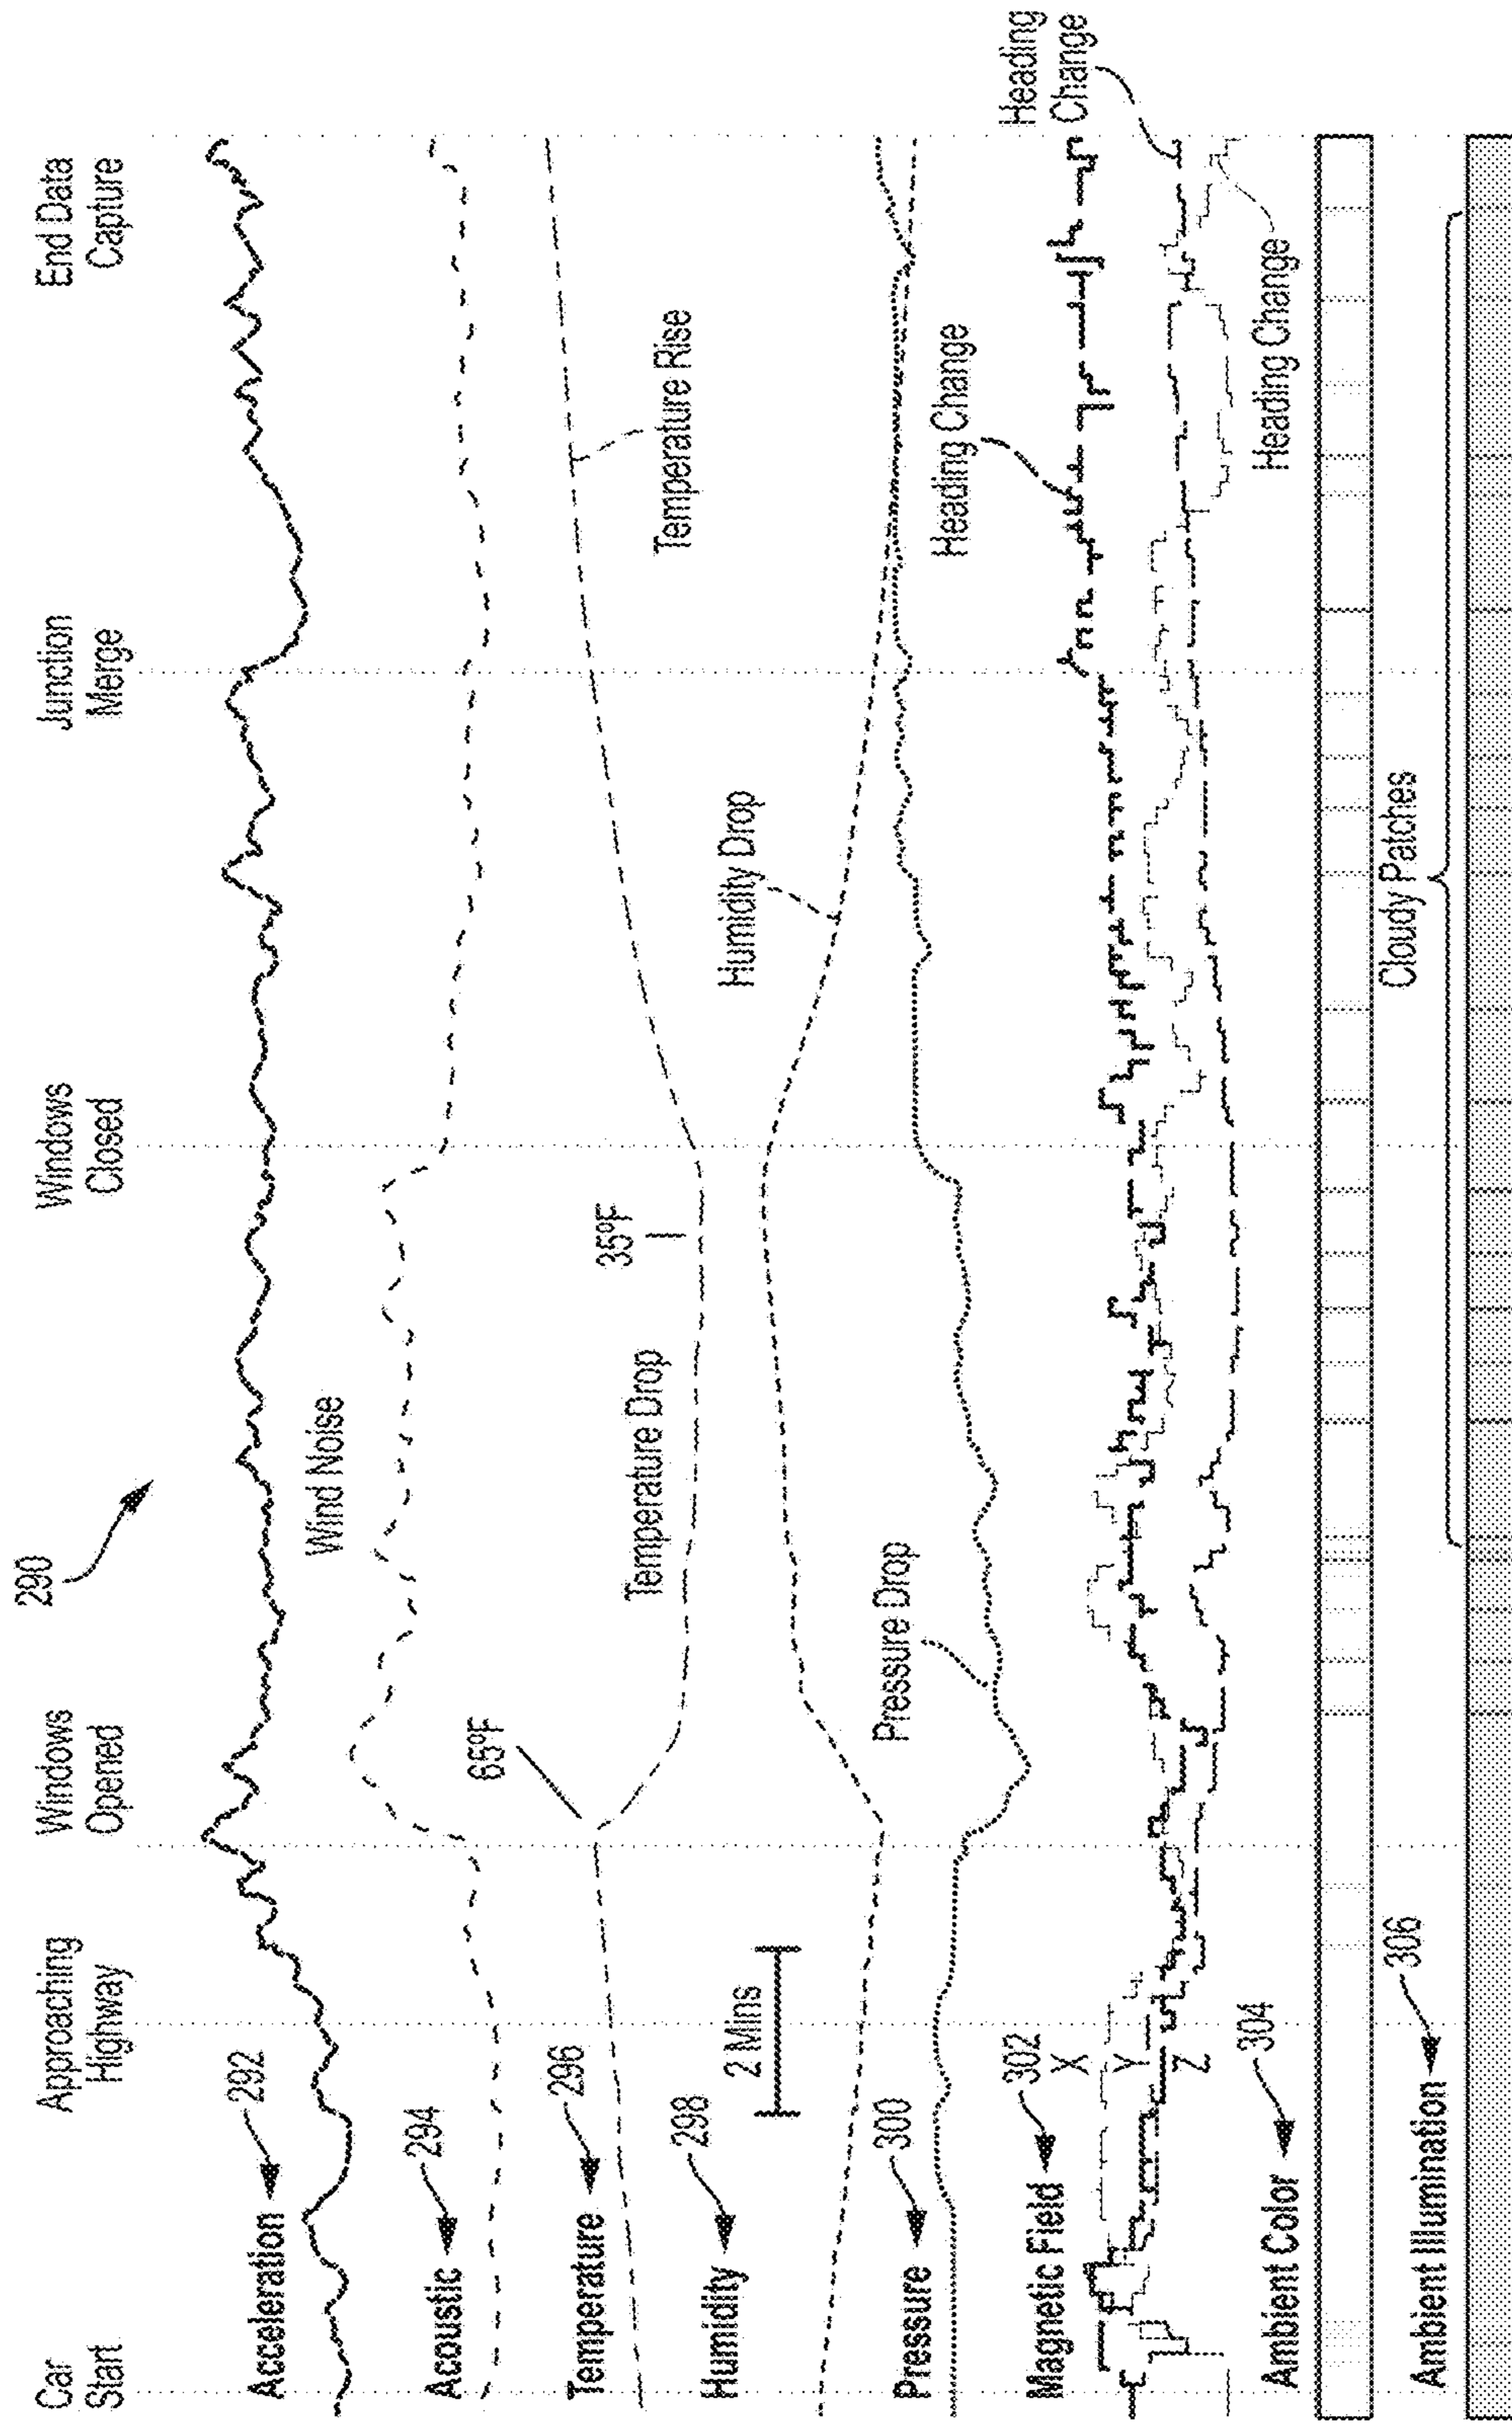 290
Car
Start
Approaching
Highway
Windows
Opened
Windows
Closed
Junction
Merge
End Data
Capture
Acceleration
292
Wind Noise
Acoustic
294
65ºF
35ºF
Temperature
296
Temperature Drop
Temperature Rise
Humidity
298
2 Mins
Humidity Drop
Pressure
300
Pressure Drop
Heading Change
Heading
Change
Magnetic Field
302
X
Y
Z
Heading Change
Ambient Color
304
Cloudy Patches
Ambient Illumination
306